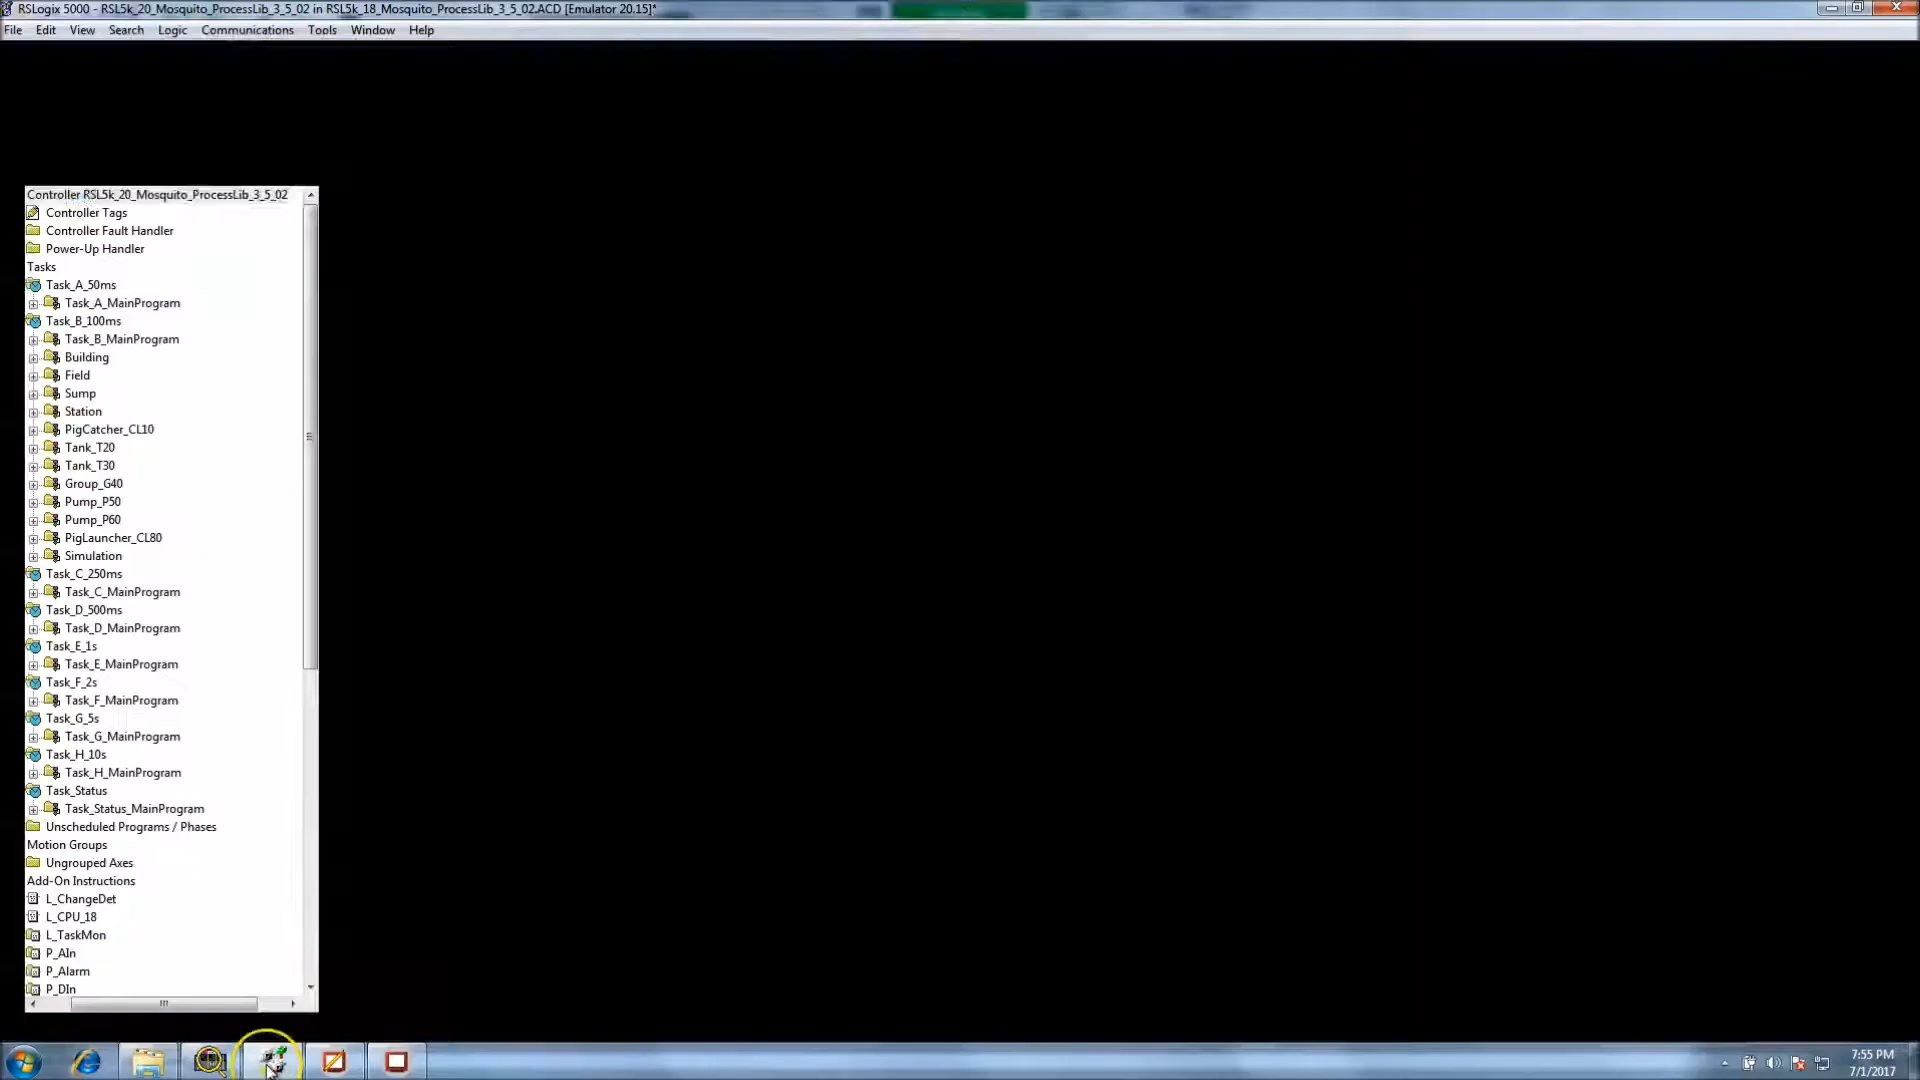 RSLogix 5000 - RSL5k_20_Mosquito_ProcessLib_3_5_02 in RSL5k_18_Mosquito_ProcessLib_3_5_02.ACD [Emulator 20.15]*
File Edit View Search Logic Communications Tools Window Help
Controller RSL5k_20_Mosquito_ProcessLib_3_5_02
Controller Tags
Controller Fault Handler
Power-Up Handler
Tasks
Task_A_50ms
Task_A_MainProgram
Task_B_100ms
Task_B_MainProgram
Building
Field
Sump
Station
PigCatcher_CL10
Tank_T20
Tank_T30
Group_G40
Pump_P50
Pump_P60
PigLauncher_CL80
Simulation
Task_C_250ms
Task_C_MainProgram
Task_D_500ms
Task_D_MainProgram
Task_E_1s
Task_E_MainProgram
Task_F_2s
Task_F_MainProgram
Task_G_5s
Task_G_MainProgram
Task_H_10s
Task_H_MainProgram
Task_Status
Task_Status_MainProgram
Unscheduled Programs / Phases
Motion Groups
Ungrouped Axes
Add-On Instructions
L_ChangeDet
L_CPU_18
L_TaskMon
P_AIn
P_Alarm
P_DIn
7:55 PM
7/1/2017